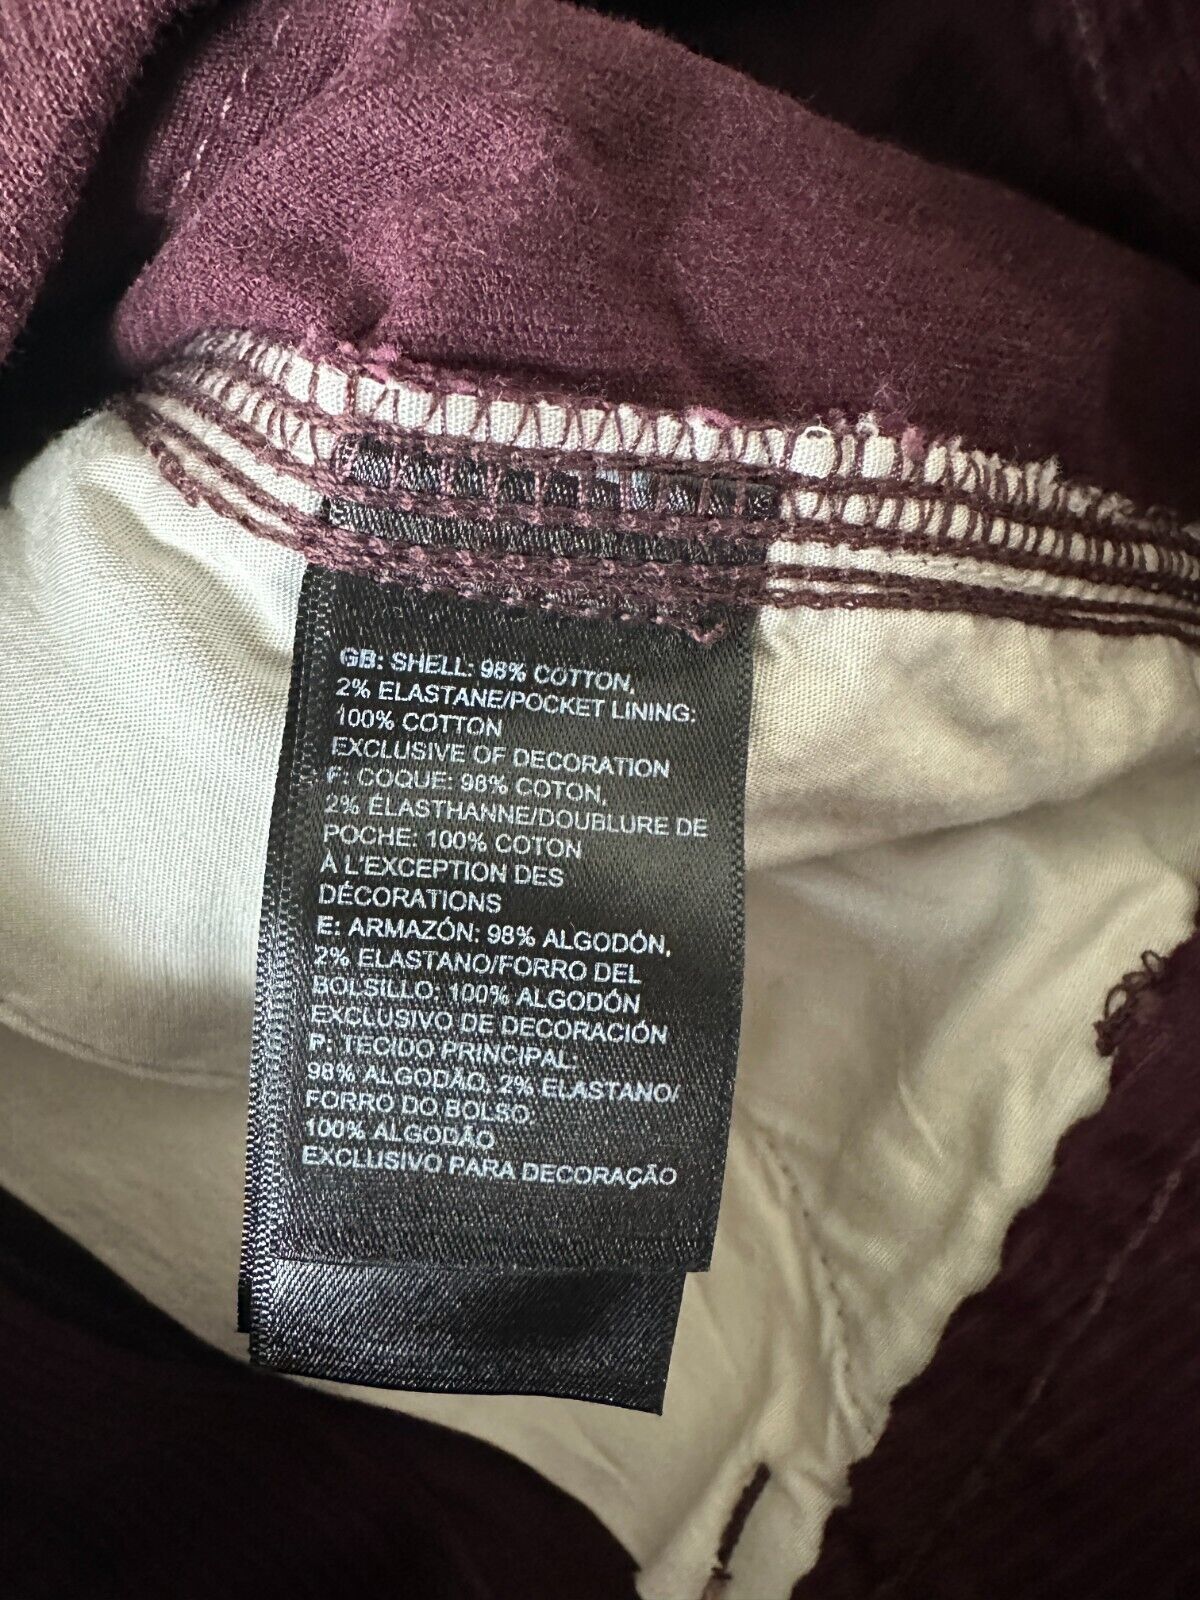 GB: SHELL: 98% COTTON,
2% ELASTANE/POCKET LINING:
100% COTTON
EXCLUSIVE OF DECORATION
F: COQUE: 98% COTON,
2% ÉLASTHANNE/DOUBLURE DE
POCHE: 100% COTON
À L'EXCEPTION DES
DÉCORATIONS
E: ARMAZÓN: 98% ALGODÓN,
2% ELASTANO/FORRO DEL
BOLSILLO: 100% ALGODÓN
EXCLUSIVO DE DECORACIÓN
P: TECIDO PRINCIPAL:
98% ALGODÃO, 2% ELASTANO/
FORRO DO BOLSO:
100% ALGODÃO
EXCLUSIVO PARA DECORAÇÃO